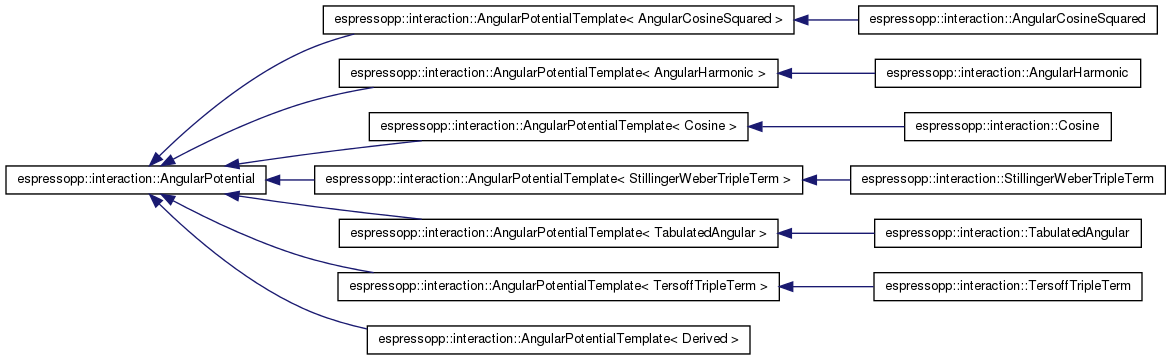 espressopp::interaction::AngularPotentialTemplate< AngularCosineSquared >
espressopp::interaction::AngularCosineSquared
espressopp::interaction::AngularPotentialTemplate< AngularHarmonic >
espressopp::interaction::AngularHarmonic
espressopp::interaction::AngularPotentialTemplate< Cosine >
espressopp::interaction::Cosine
espressopp::interaction::AngularPotential
espressopp::interaction::AngularPotentialTemplate< StillingerWeberTripleTerm >
espressopp::interaction::StillingerWeberTripleTerm
espressopp::interaction::AngularPotentialTemplate< TabulatedAngular >
espressopp::interaction::TabulatedAngular
espressopp::interaction::AngularPotentialTemplate< TersoffTripleTerm >
espressopp::interaction::TersoffTripleTerm
espressopp::interaction::AngularPotentialTemplate< Derived >